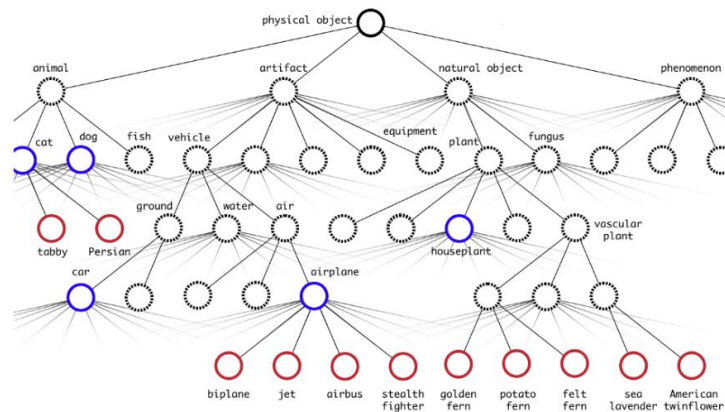 physical object
animal
artifact
natural object
phenomenon
cat
dog
fish
vehicle
equipment
plant
fungus
ground
water
air
tabby
Persian
houseplant
vascular
plant
car
airplane
biplane
jet
airbus
stealth
fighter
golden
fern
potato
fern
felt
fern
sea
lavender
American
twinflower